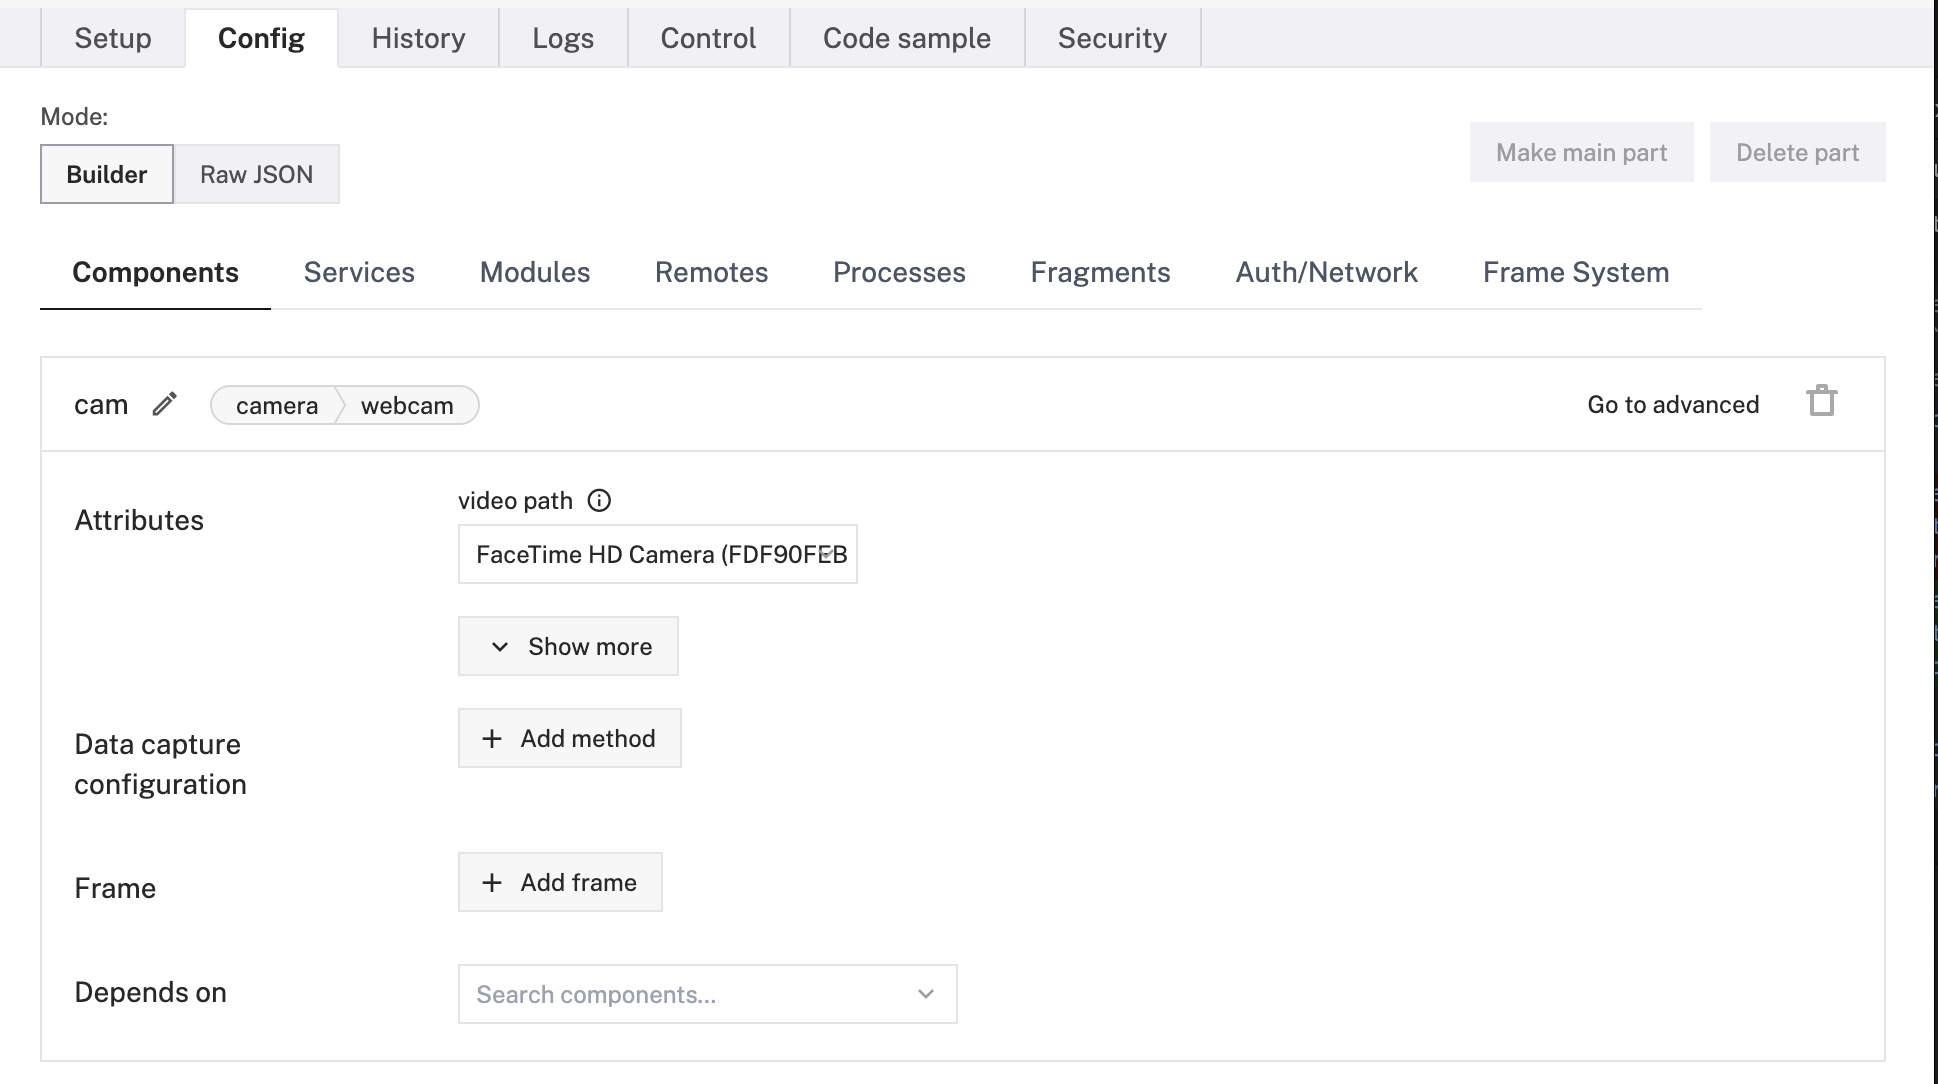 Setup Config History Logs Control Code sample Security
Mode:
Builder Raw JSON
Make main part Delete part
Components Services Modules Remotes Processes Fragments Auth/Network Frame System
cam camera webcam Go to advanced
Attributes
video path
FaceTime HD Camera (FDF90FEB
Show more
Data capture
configuration
Add method
Frame
Add frame
Depends on
Search components...